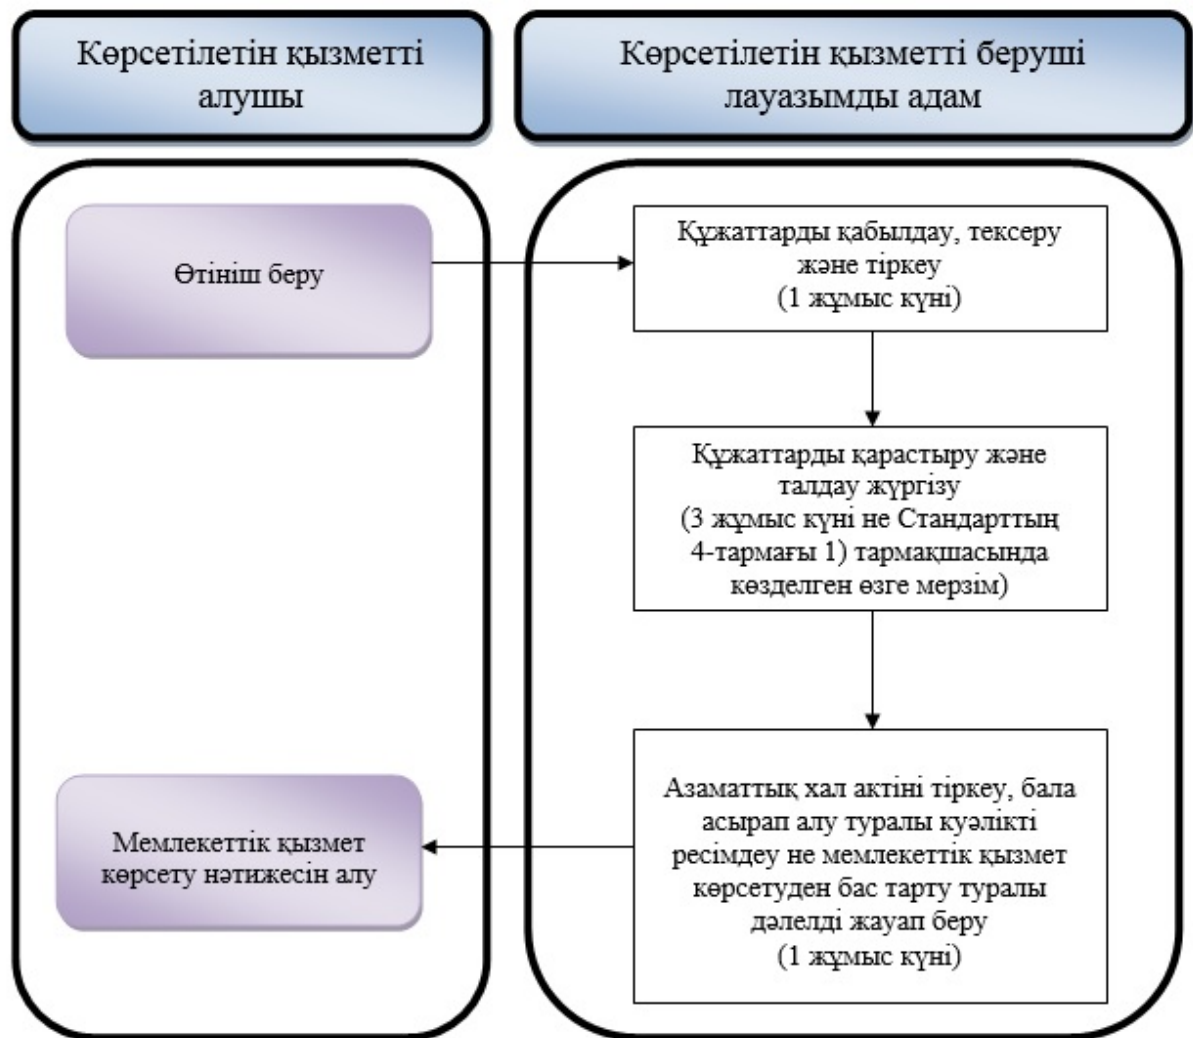 Көрсетілетін қызметті
алушы
Көрсетілетін қызметті беруші
лауазымды адам
Өтініш беру
Құжаттарды қабылдау, тексеру
және тіркеу
(1 жұмыс күні)
Құжаттарды қарастыру және
талдау жүргізу
(3 жұмыс күні не Стандарттың
4-тармағы 1) тармақшасында
көзделген өзге мерзім)
Азаматтық хал актіні тіркеу, бала
асырап алу туралы куәлікті
ресімдеу не мемлекеттік қызмет
көрсетуден бас тарту туралы
дәлелді жауап беру
(1 жұмыс күні)
Мемлекеттік қызмет
көрсету нәтижесін алу